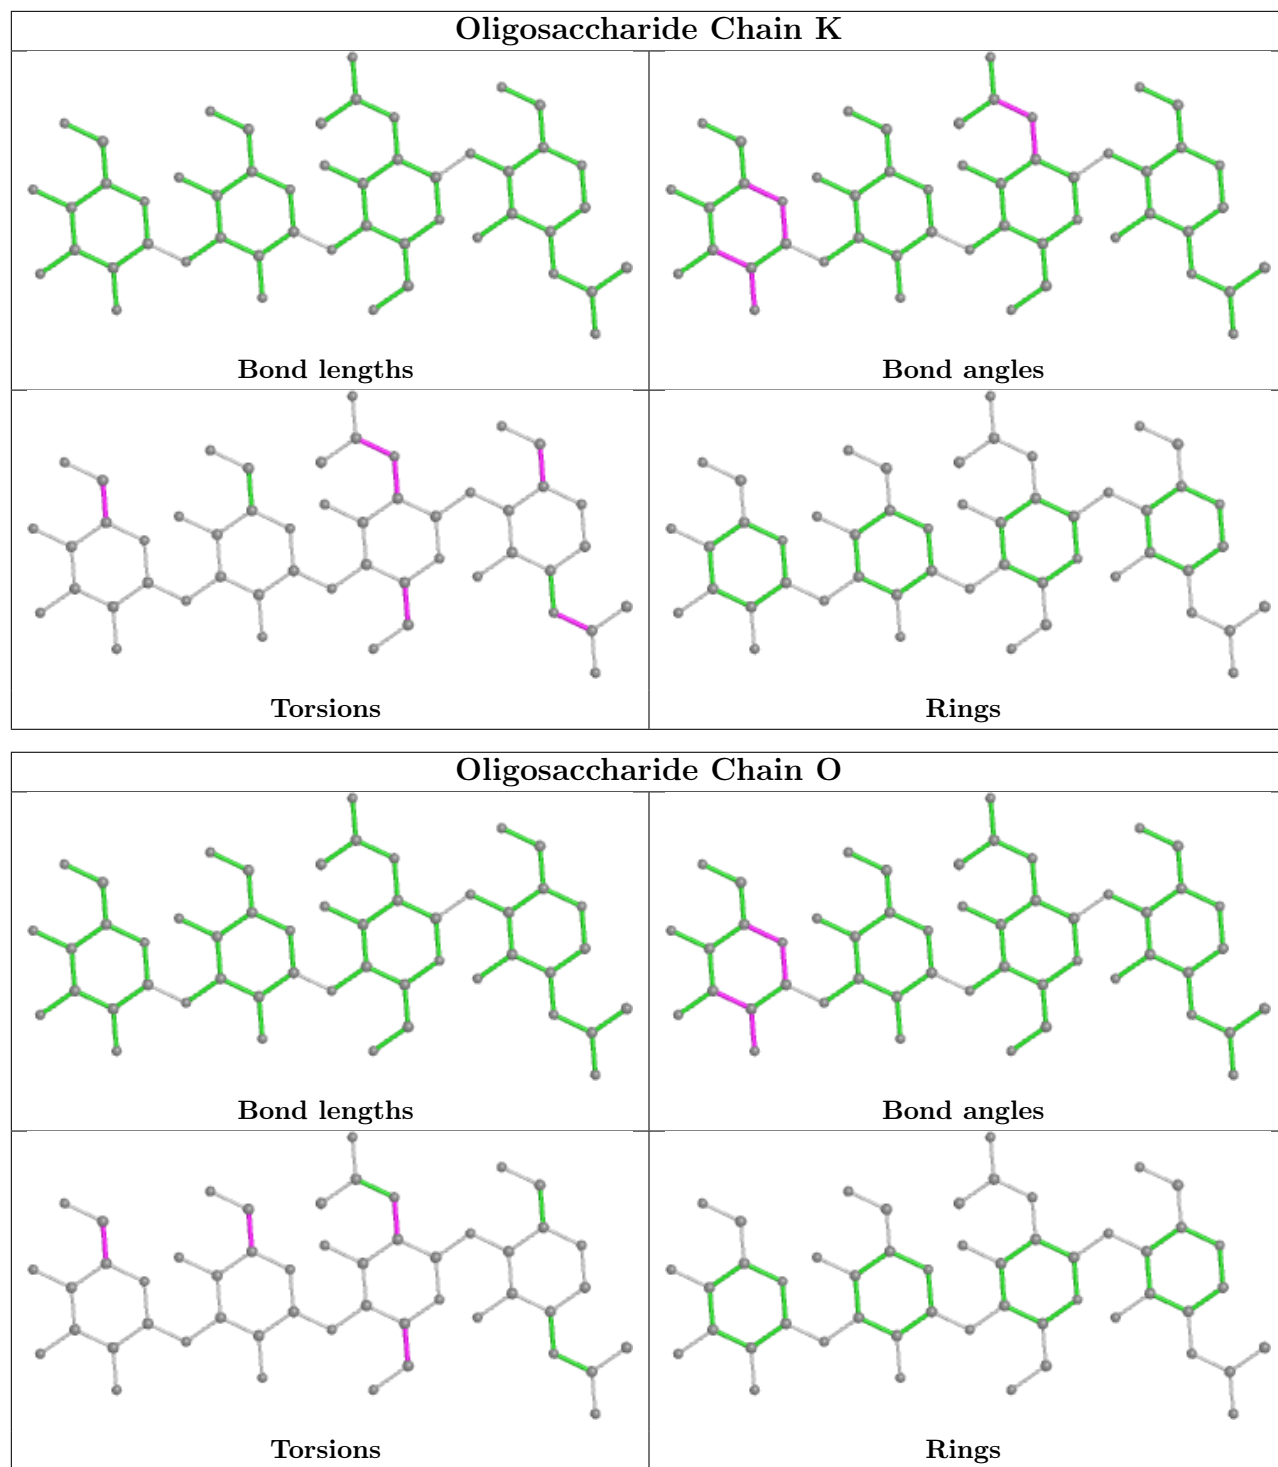 Oligosaccharide Chain K
Bond lengths
Bond angles
Torsions
Rings
Oligosaccharide Chain O
Bond lengths
Bond angles
Torsions
Rings